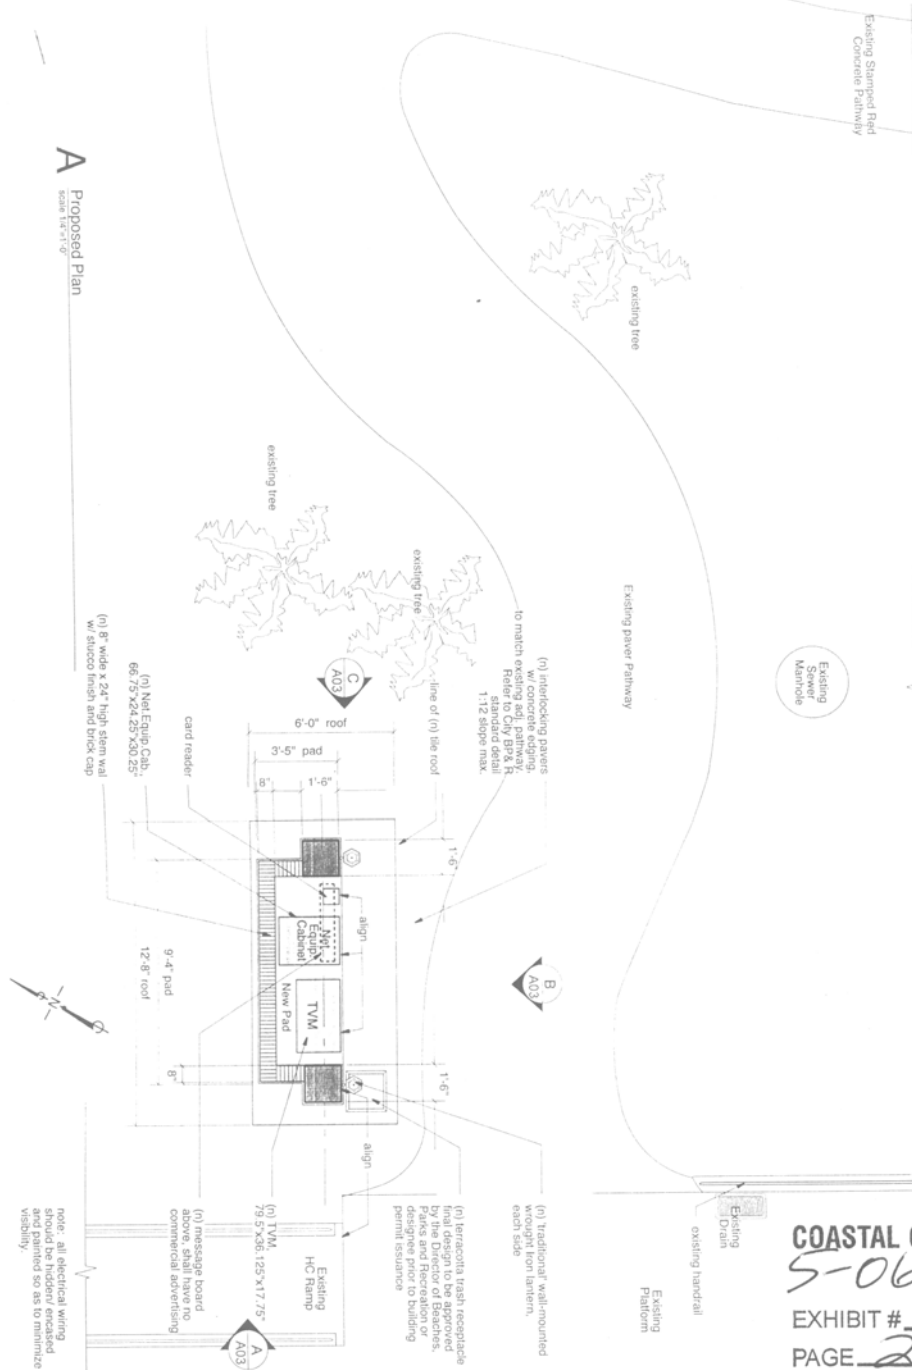 Existing Stamped Red
Concrete Pathway
existing tree
A
Proposed Plan
scale 1/4"=1'-0"
existing tree
existing tree
Existing paver Pathway
Existing
Sewer
Manhole
(n) interlocking pavers
w/ concrete edging,
to match existing adj. pathway.
Refer to City BP& R
standard detail
1:12 slope max.
line of (n) tile roof
C
A03
6'-0" roof
3'-5" pad
8"
1'-6"
card reader
(n) Net.Equip.Cab.,
66.75"x24.25"x30.25"
(n) 8" wide x 24" high stem wall
w/ stucco finish and brick cap
1'-6"
align
Net.
Equip.
Cabinet
TVM
New Pad
B
A03
9'-4" pad
12'-8" roof
8"
1'-6"
align
N
(n) TVM,
79.5"x36.125"x17.75"
(n) message board
above, shall have no
commercial advertising
Existing
HC Ramp
A
A03
(n) 'traditional' wall-mounted
wrought iron lantern,
each side
(n) terracotta trash receptacle
final design to be approved
by the Director of Beaches,
Parks and Recreation or
designee prior to building
permit issuance
Existing
Drain
existing handrail
Existing
Platform
note: all electrical wiring
should be hidden/ encased
and painted so as to minimize
visibility.
COASTAL
5-06
EXHIBIT #
PAGE 2